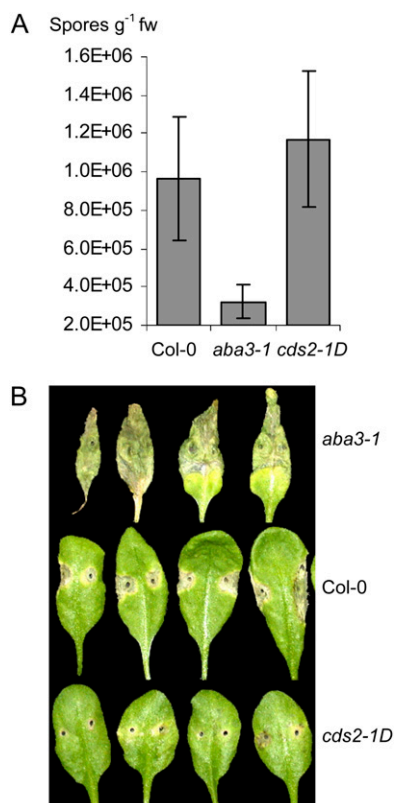 A
Spores g⁻¹ fw
1.6E+06
1.4E+06
1.2E+06
1.0E+06
8.0E+05
6.0E+05
4.0E+05
2.0E+05
Col-0 aba3-1 cds2-1D
B
aba3-1
Col-0
cds2-1D